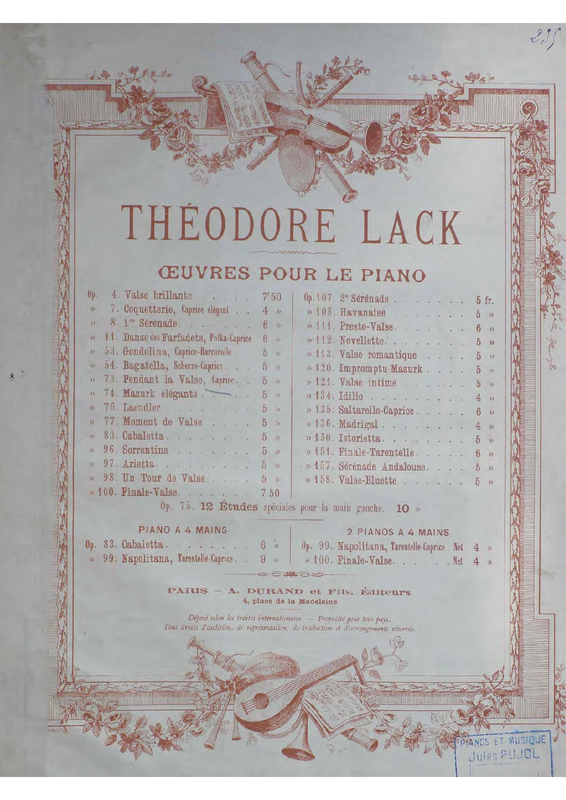 235
THÉODORE LACK
ŒUVRES POUR LE PIANO
Op. 4. Valse brillante . . . . . 7f50
» 7. Coquetterie, Caprice élégant . 4 »
» 8. 1re Sérénade . . . . . . 6 »
» 11. Danse des Farfadets, Polka-Caprice 6 »
» 53. Gondolina, Caprice-Barcarolle . 5 »
» 54. Bagatella, Scherzo-Caprice . . 5 »
» 73. Pendant la Valse, Caprice . . 5 »
» 74. Mazurk élégante . . . . 5 »
» 75. Laendler . . . . . . 5 »
» 77. Moment de Valse . . . . 5 »
» 83. Cabaletta . . . . . . 5 »
» 96. Sorrentina . . . . . . 5 »
» 97. Arietta . . . . . . . 5 »
» 98. Un Tour de Valse . . . . 5 »
» 100. Finale-Valse . . . . . . 7 50
Op. 107. 2e Sérénade . . . . . . 5 fr.
» 108. Havanaise . . . . . . 5 »
» 111. Presto-Valse . . . . . . 6 »
» 112. Novellette . . . . . . 5 »
» 113. Valse romantique . . . . 5 »
» 120. Impromptu-Mazurk . . . . 5 »
» 121. Valse intime . . . . . . 5 »
» 134. Idilio . . . . . . . 4 »
» 135. Saltarelle-Caprice . . . . 6 »
» 136. Madrigal . . . . . . . 4 »
» 150. Istorietta . . . . . . 5 »
» 151. Finale-Tarentelle . . . . 6 »
» 157. Sérénade Andalouse . . . . 5 »
» 158. Valse-Bluette . . . . . . 5 »
Op. 75. 12 Études spéciales pour la main gauche. 10 »
PIANO A 4 MAINS
Op. 83. Cabaletta . . . . . . . 6 »
» 99. Napolitana, Tarentelle-Caprice . . 9 »
2 PIANOS A 4 MAINS
Op. 99. Napolitana, Tarentelle-Caprice . Net 4 »
» 100. Finale-Valse . . . . . Net 4 »
PARIS — A. DURAND et Fils, Éditeurs
4, place de la Madeleine
Déposé selon les traités internationaux. — Propriété pour tous pays.
Tous droits d'audition, de représentation, de traduction et d'arrangements réservés.
PIANOS ET MUSIQUE
Jules PUJOL